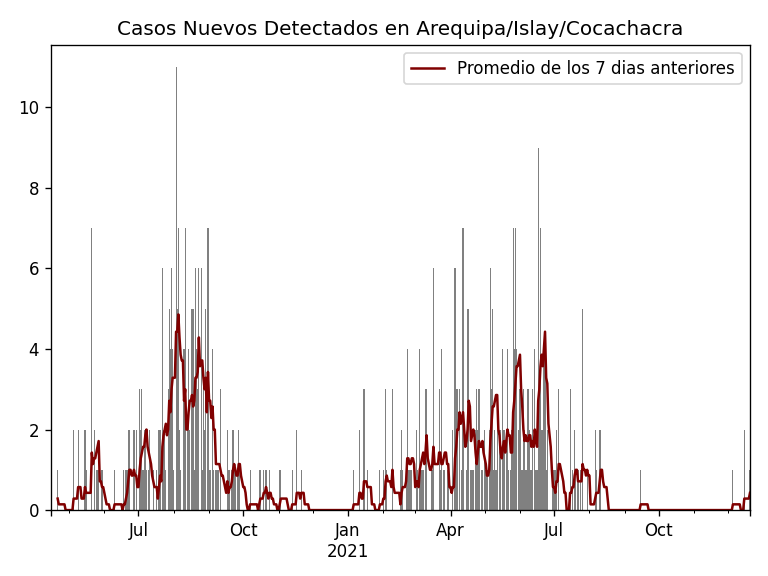 Casos Nuevos Detectados en Arequipa/Islay/Cocachacra
Promedio de los 7 dias anteriores
10
8
6
4
2
0
Jul Oct Jan Apr Jul Oct
2021